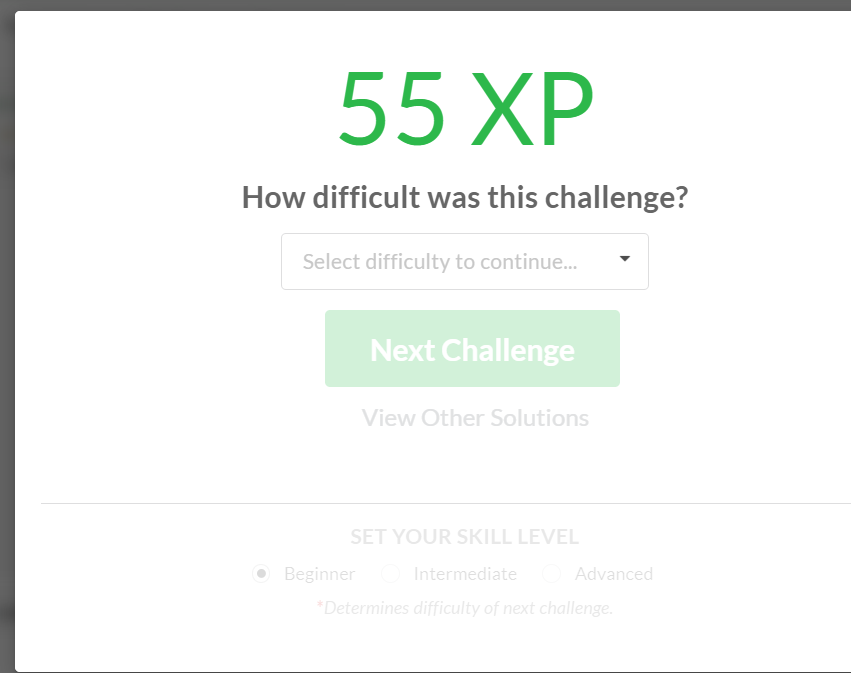 55 XP
How difficult was this challenge?
Select difficulty to continue...
Next Challenge
View Other Solutions
SET YOUR SKILL LEVEL
Beginner Intermediate Advanced
*Determines difficulty of next challenge.